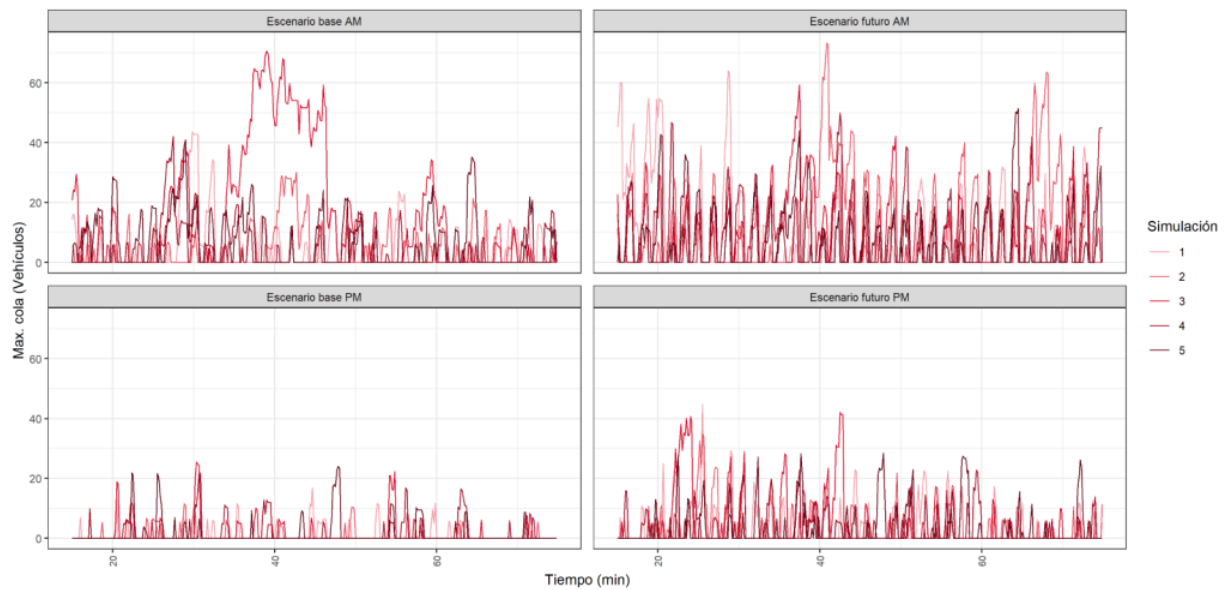 Escenario base AM
Escenario futuro AM
60
40
20
0
Escenario base PM
Escenario futuro PM
60
40
20
0
20
40
60
20
40
60
Max. cola (Vehículos)
Tiempo (min)
Simulación
1
2
3
4
5